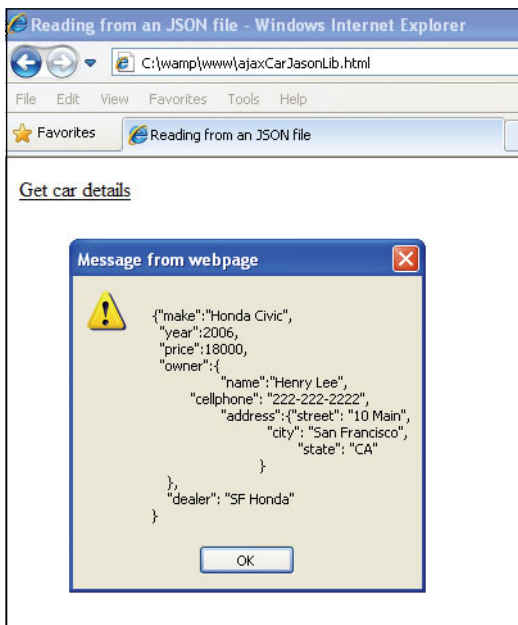 Reading from an JSON file - Windows Internet Explorer
C:\wamp\www\ajaxCarJasonLib.html
File Edit View Favorites Tools Help
Favorites Reading from an JSON file
Get car details
Message from webpage
{"make":"Honda Civic",
"year":2006,
"price":18000,
"owner":{
"name":"Henry Lee",
"cellphone": "222-222-2222",
"address":{"street": "10 Main",
"city": "San Francisco",
"state": "CA"
}
},
"dealer": "SF Honda"
}
OK